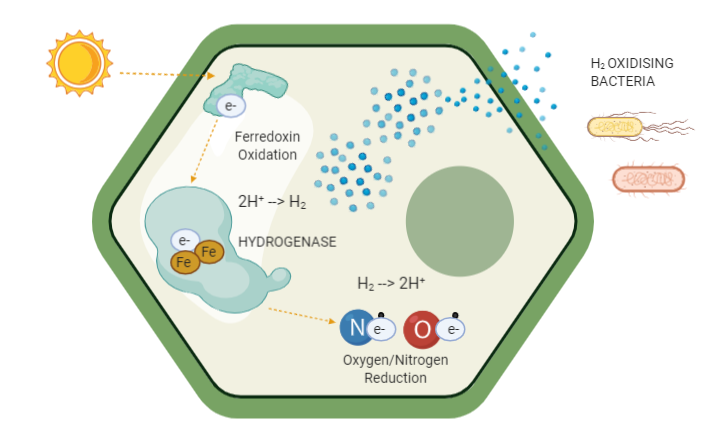 H₂ OXIDISING
BACTERIA
e-
Ferredoxin
Oxidation
2H⁺ --> H₂
HYDROGENASE
e-
Fe
Fe
H₂ --> 2H⁺
N e- O e-
Oxygen/Nitrogen
Reduction